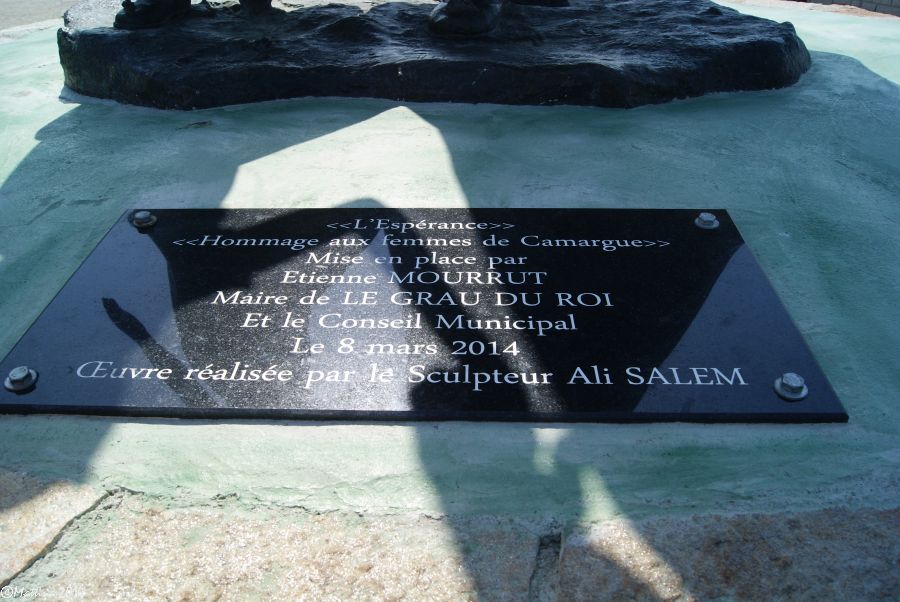 <<L'Espérance>>
<<Hommage aux femmes de Camargue>>
Mise en place par
Etienne MOURRUT
Maire de LE GRAU DU ROI
Et le Conseil Municipal
Le 8 mars 2014
Œuvre réalisée par le Sculpteur Ali SALEM